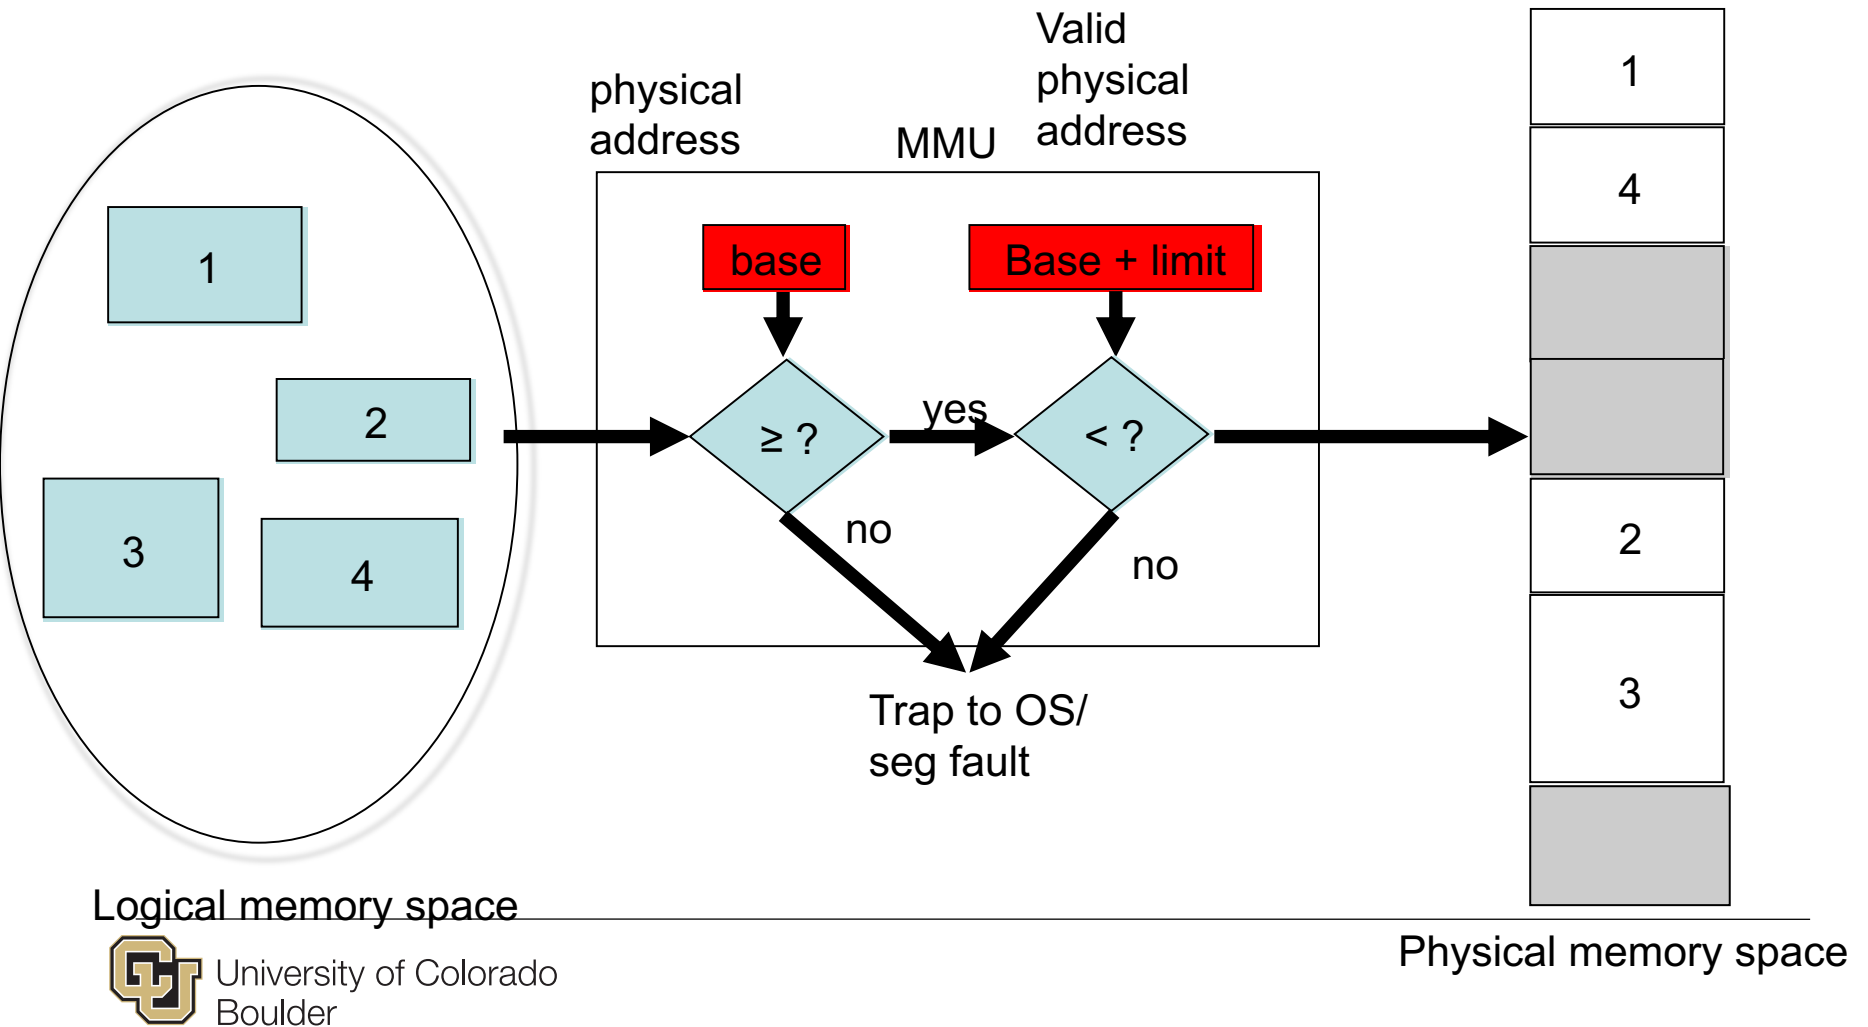 Valid
physical
address
physical
address
MMU
1
2
3
4
base
Base + limit
≥ ?
yes
< ?
no
no
Trap to OS/
seg fault
1
4
2
3
Logical memory space
Physical memory space
CU
University of Colorado
Boulder